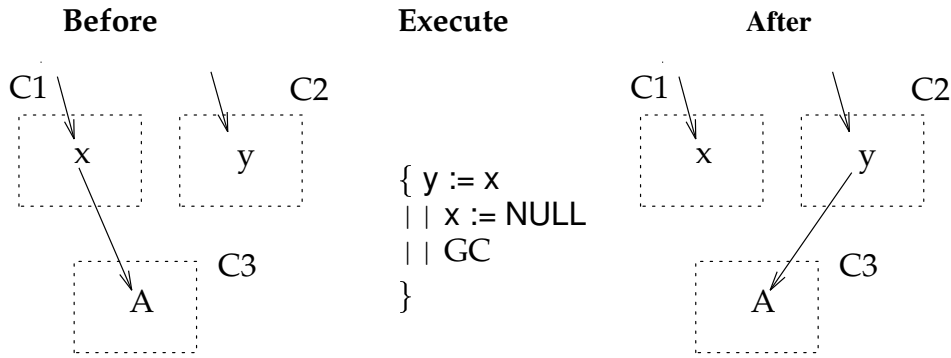 Before Execute After
C1 C2 C1 C2
x y x y
{ y := x
| | x := NULL
| | GC
}
C3 C3
A A